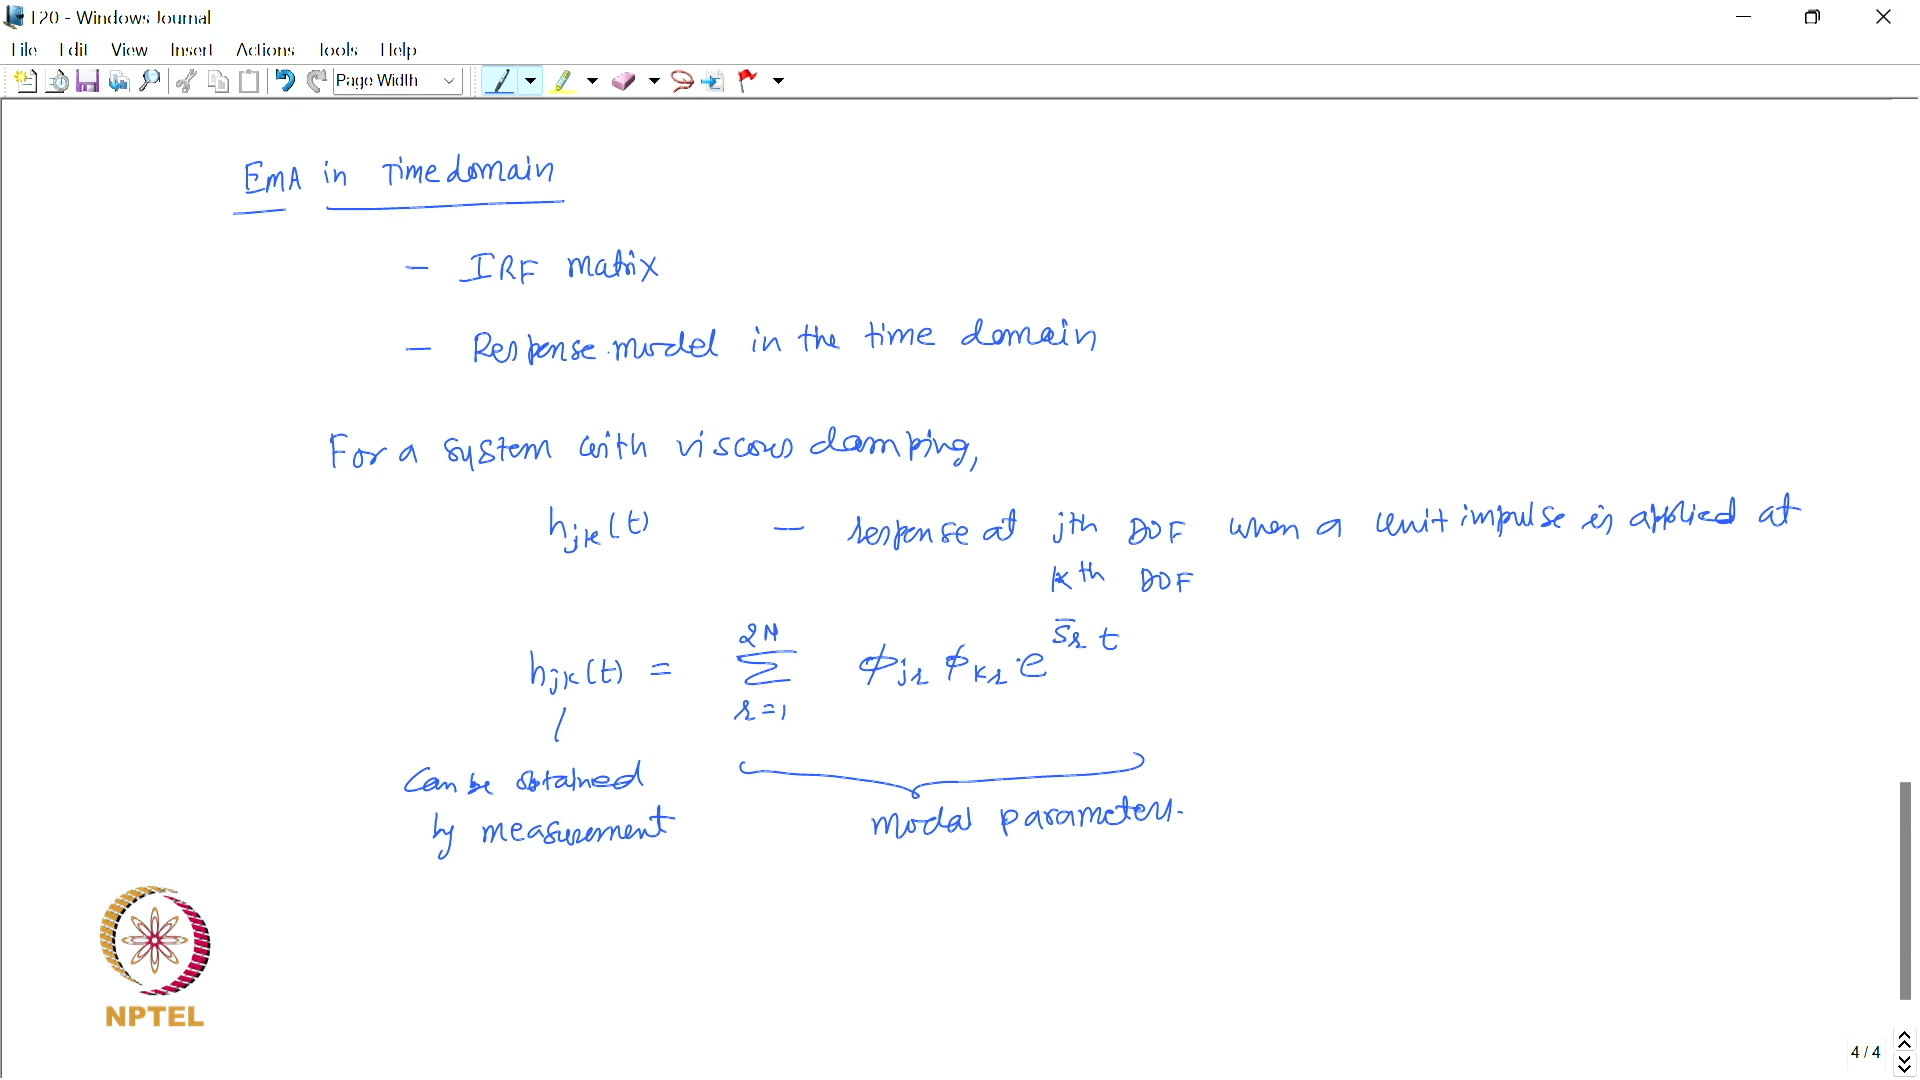 L20 - Windows Journal
File Edit View Insert Actions Tools Help
Page Width
EMA in Time domain
- IRF matrix
- Response model in the time domain
For a system with viscous damping,
hjk(t) - response at jth DOF when a unit impulse is applied at
kth DOF
hjk(t) = 2N Σ r=1 ϕjr ϕkr e^s̄r t
Can be obtained
by measurement
modal parameters.
NPTEL
4 / 4